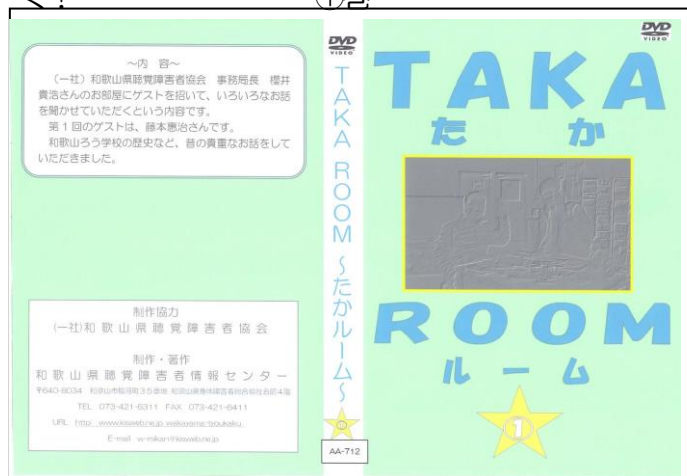 ~内 容~
(一社)和歌山県聴覚障害者協会 事務局長 櫻井
貴浩さんのお部屋にゲストを招いて、いろいろなお話
を聞かせていただくという内容です。
第1回のゲストは、藤本恵治さんです。
和歌山ろう学校の歴史など、昔の貴重なお話をして
いただきました。
制作協力
(一社)和歌山県聴覚障害者協会
制作・著作
和歌山県聴覚障害者情報センター
〒640-8034
TEL 073-421-6311 FAX 073-421-6411
URL
E-mail
DVD
VIDEO
TAKA ROOM ~たかルーム~
AA-712
DVD
VIDEO
TAKA
たか
ROOM
ルーム
1